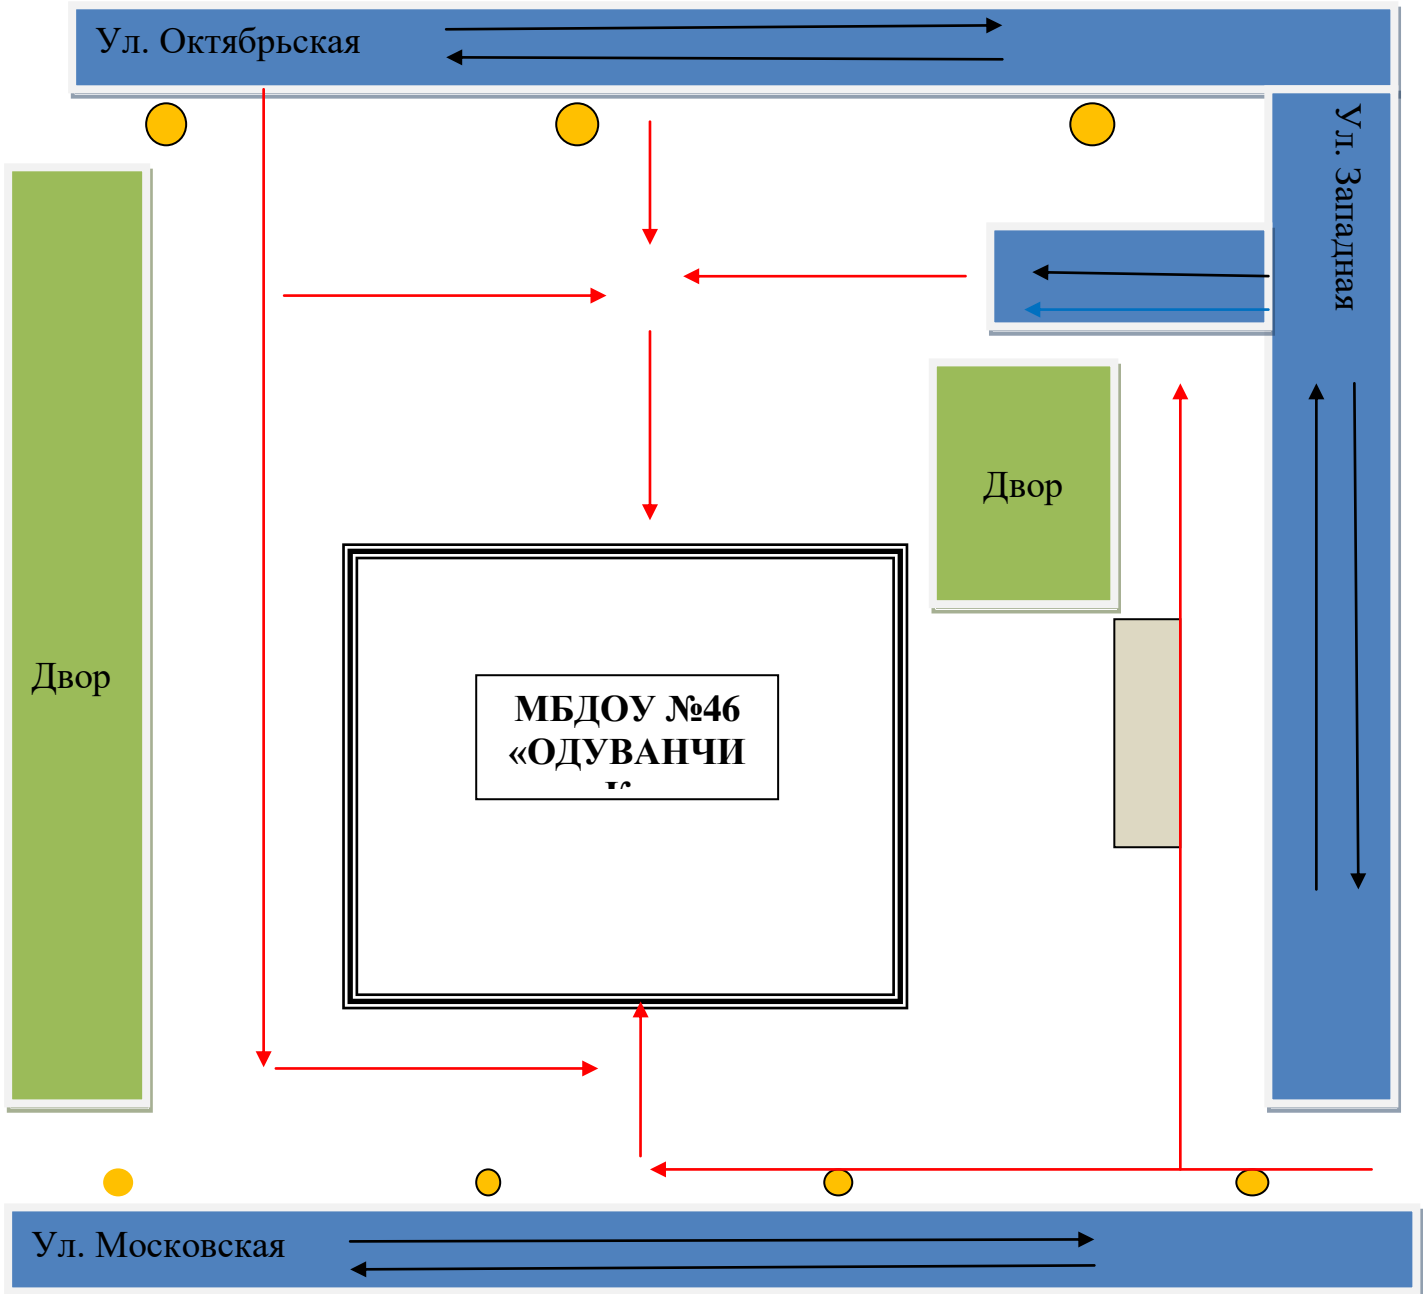 Ул. Октябрьская
Ул. Западная
Двор
Двор
МБДОУ №46
«ОДУВАНЧИ
К
Ул. Московская